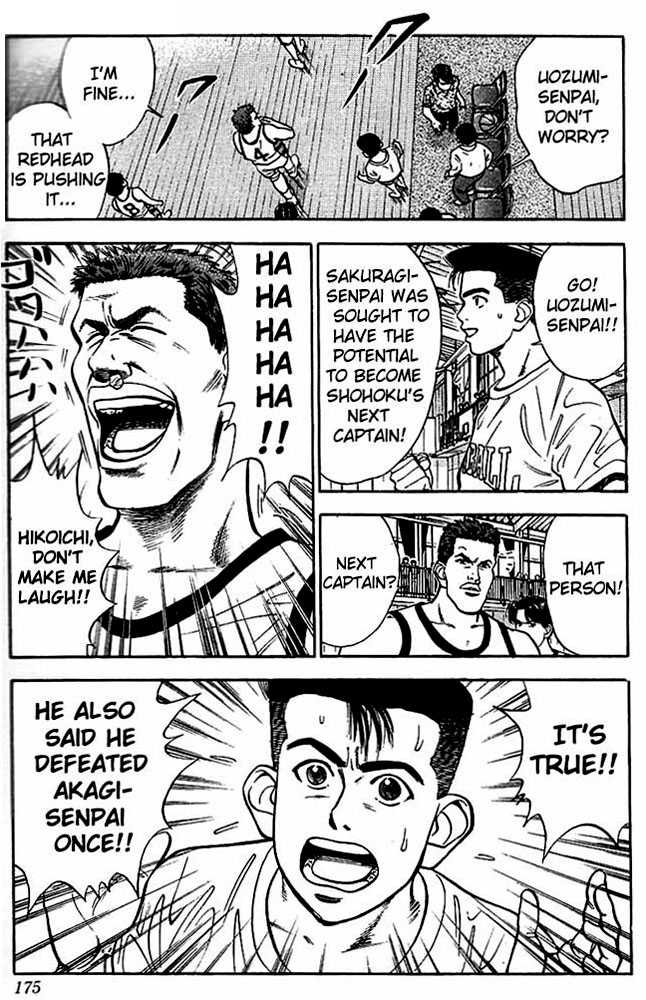 UOZUMI-
SENPAI,
DON'T
WORRY?
I'M
FINE...
THAT
REDHEAD
IS PUSHING
IT...
4
8
GO!
UOZUMI-
SENPAI!!
SAKURAGI-
SENPAI WAS
SOUGHT TO
HAVE THE
POTENTIAL
TO BECOME
SHOHOKU'S
NEXT
CAPTAIN!
THAT
PERSON!
NEXT
CAPTAIN?
HA
HA
HA
HA
HA
!!
HIKOICHI,
DON'T
MAKE ME
LAUGH!!
IT'S
TRUE!!
HE ALSO
SAID HE
DEFEATED
AKAGI-
SENPAI
ONCE!!
175